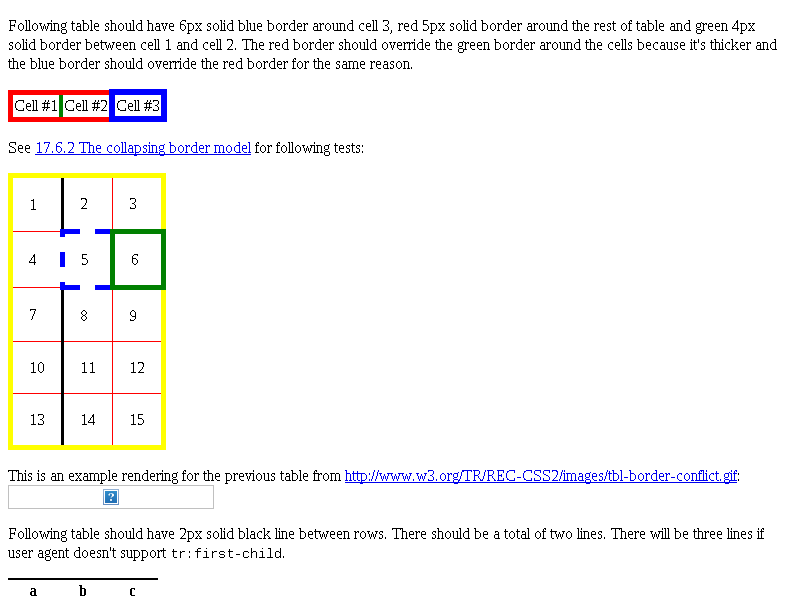 Following table should have 6px solid blue border around cell 3, red 5px solid border around the rest of table and green 4px
solid border between cell 1 and cell 2. The red border should override the green border around the cells because it's thicker and
the blue border should override the red border for the same reason.
Cell #1 Cell #2 Cell #3
See 17.6.2 The collapsing border model for following tests:
1 2 3
4 5 6
7 8 9
10 11 12
13 14 15
This is an example rendering for the previous table from http://www.w3.org/TR/REC-CSS2/images/tbl-border-conflict.gif:
?
Following table should have 2px solid black line between rows. There should be a total of two lines. There will be three lines if
user agent doesn't support tr:first-child.
a b c